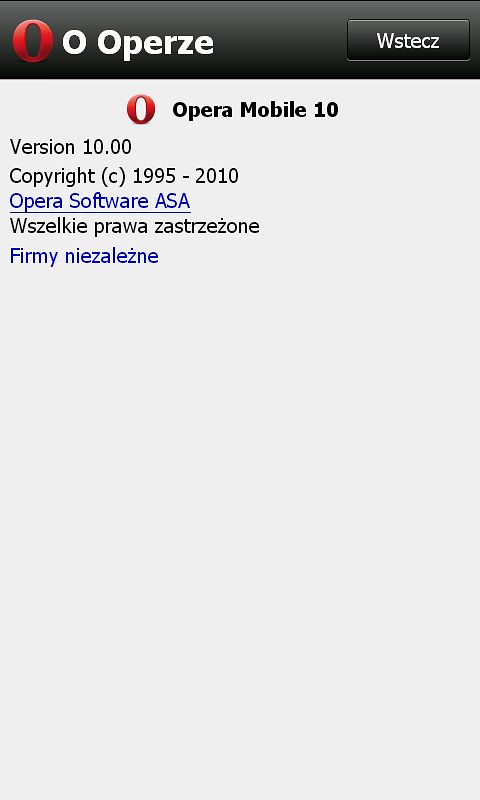 O Operze
Wstecz
Opera Mobile 10
Version 10.00
Copyright (c) 1995 - 2010
Opera Software ASA
Wszelkie prawa zastrzeżone
Firmy niezależne